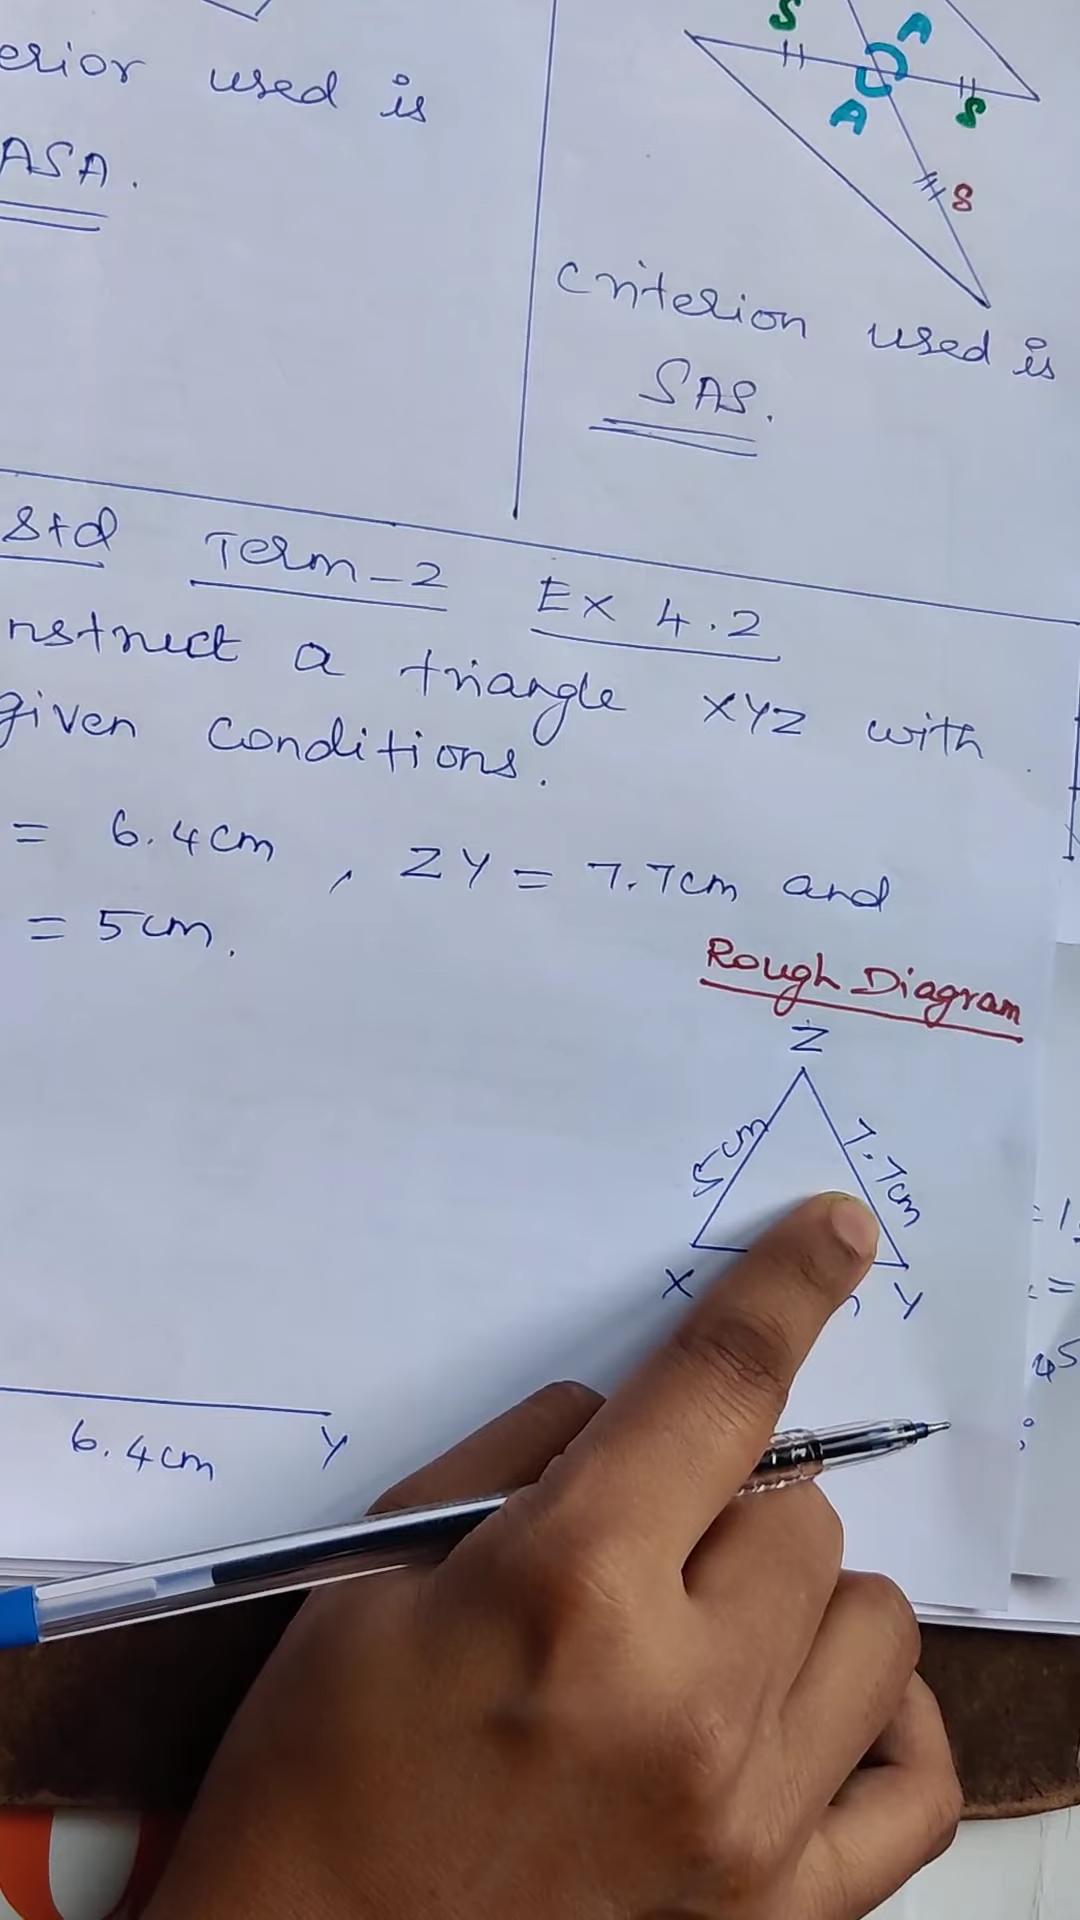 S
A
A
S
S
erior used is
ASA.
criterion used is
SAS.
std Term-2 Ex 4.2
nstruct a triangle XYZ with
given conditions.
= 6.4cm, ZY = 7.7cm and
= 5cm.
Rough Diagram
Z
5cm
7.7cm
X
Y
6.4cm
Y